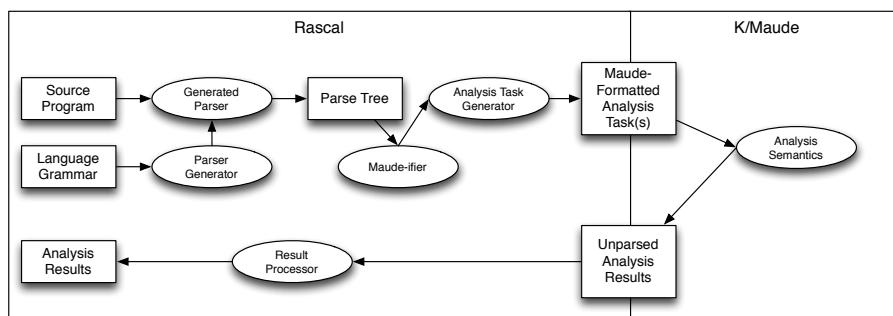 Rascal
K/Maude
Source
Program
Generated
Parser
Parse Tree
Analysis Task
Generator
Maude-
Formatted
Analysis
Task(s)
Language
Grammar
Parser
Generator
Maude-ifier
Analysis
Semantics
Analysis
Results
Result
Processor
Unparsed
Analysis
Results